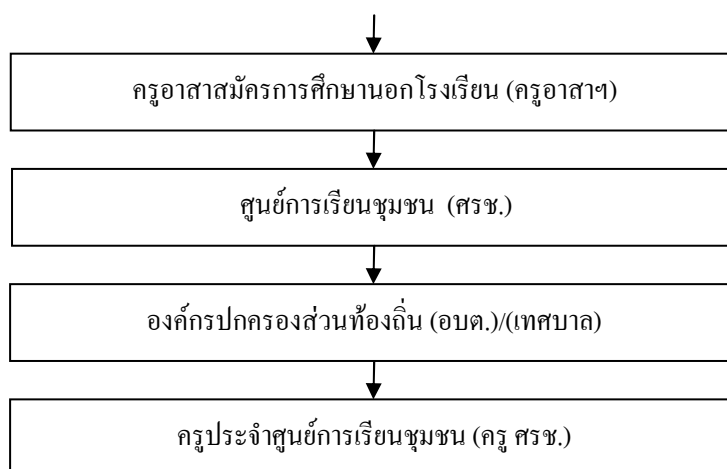 ครูอาสาสมัครการศึกษานอกโรงเรียน (ครูอาสาฯ)
ศูนย์การเรียนชุมชน (ศรช.)
องค์กรปกครองส่วนท้องถิ่น (อบต.)/(เทศบาล)
ครูประจำศูนย์การเรียนชุมชน (ครู ศรช.)